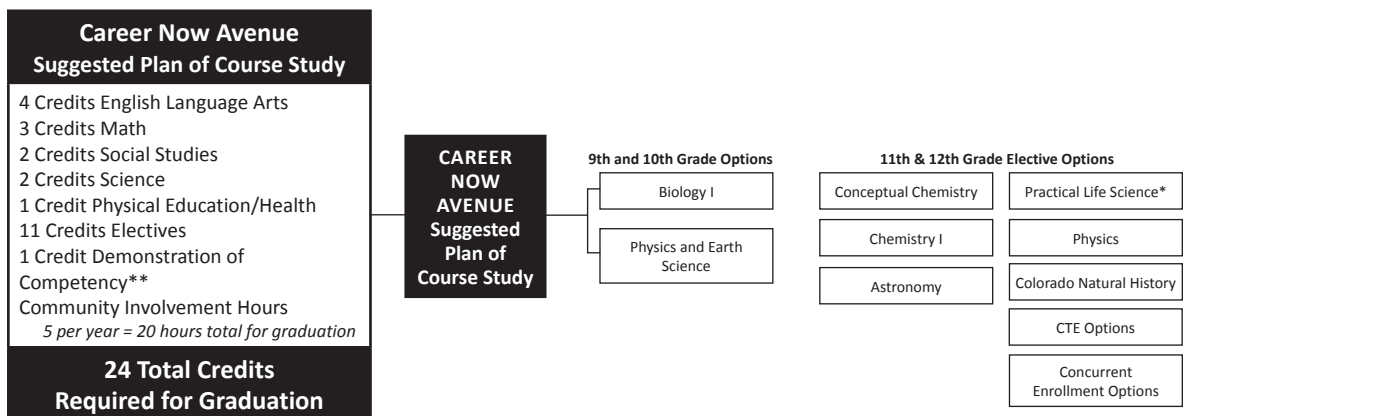 Career Now Avenue
Suggested Plan of Course Study
4 Credits English Language Arts
3 Credits Math
2 Credits Social Studies
2 Credits Science
1 Credit Physical Education/Health
11 Credits Electives
1 Credit Demonstration of
Competency**
Community Involvement Hours
5 per year = 20 hours total for graduation
24 Total Credits
Required for Graduation
CAREER
NOW
AVENUE
Suggested
Plan of
Course Study
9th and 10th Grade Options
Biology I
Physics and Earth
Science
11th & 12th Grade Elective Options
Conceptual Chemistry
Chemistry I
Astronomy
Practical Life Science*
Physics
Colorado Natural History
CTE Options
Concurrent
Enrollment Options